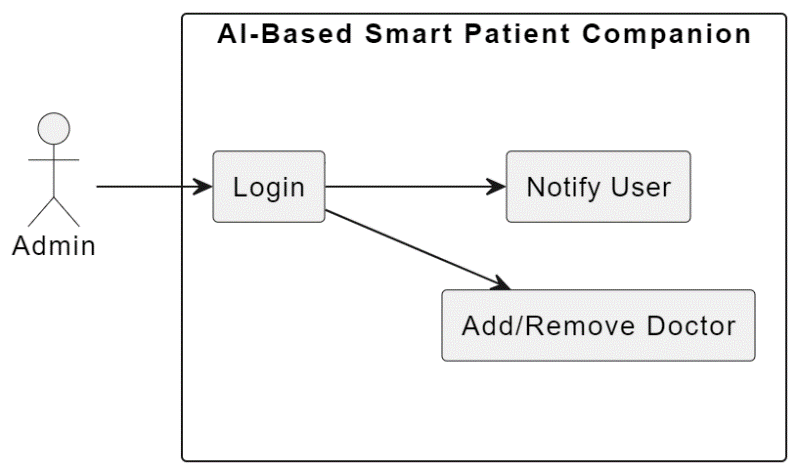 AI-Based Smart Patient Companion
Login
Notify User
Admin
Add/Remove Doctor